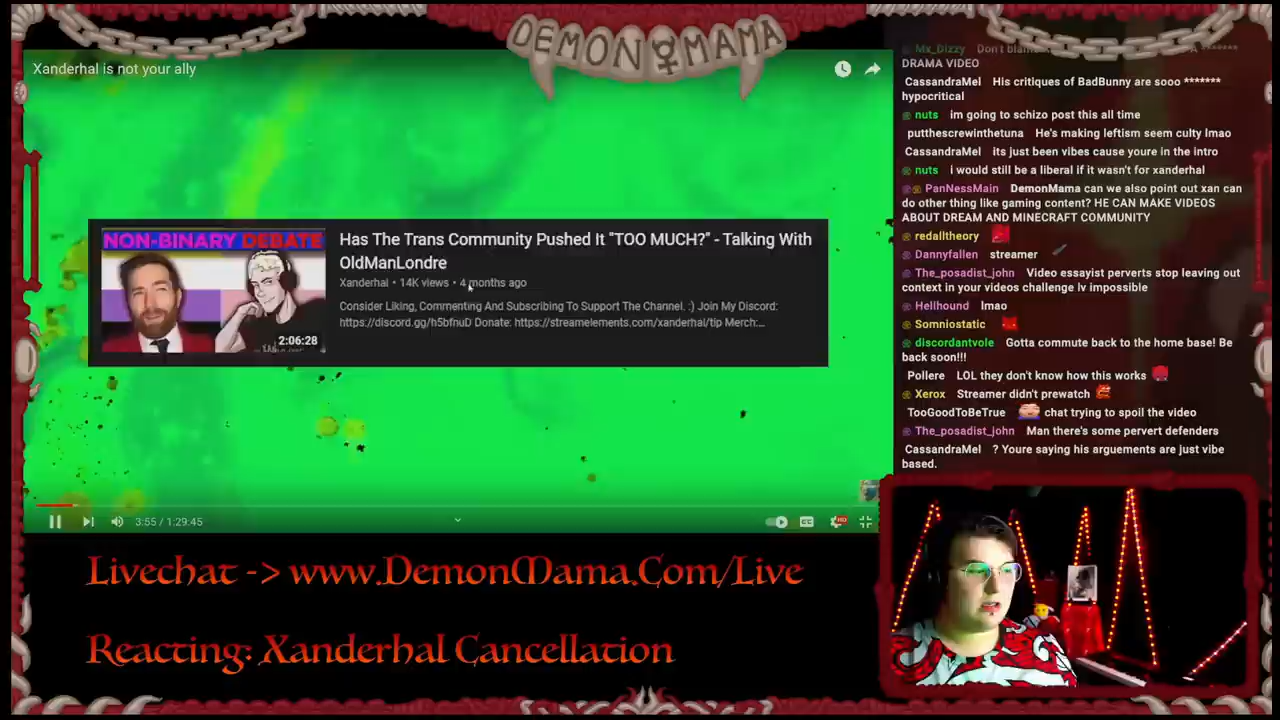 DEMON MAMA
Xanderhal is not your ally
NON-BINARY DEBATE
2:06:28
Has The Trans Community Pushed It "TOO MUCH?" - Talking With
OldManLondre
Xanderhal • 14K views • 4 months ago
Consider Liking, Commenting And Subscribing To Support The Channel. :) Join My Discord:
https://discord.gg/h5bfnuD Donate: https://streamelements.com/xanderhal/tip Merch:...
3:55 / 1:29:45
CC
HD
Livechat -> www.DemonMama.Com/Live
Reacting: Xanderhal Cancellation
Mx_Dizzy Don't blam
DRAMA VIDEO
CassandraMel His critiques of BadBunny are sooo *******
hypocritical
nuts im going to schizo post this all time
putthescrewinthetuna He's making leftism seem culty lmao
CassandraMel its just been vibes cause youre in the intro
nuts i would still be a liberal if it wasn't for xanderhal
PanNessMain DemonMama can we also point out xan can
do other thing like gaming content? HE CAN MAKE VIDEOS
ABOUT DREAM AND MINECRAFT COMMUNITY
redalltheory
Dannyfallen streamer
The_posadist_john Video essayist perverts stop leaving out
context in your videos challenge lv impossible
Hellhound lmao
Somniostatic
discordantvole Gotta commute back to the home base! Be
back soon!!!
Pollere LOL they don't know how this works
Xerox Streamer didn't prewatch
TooGoodToBeTrue chat trying to spoil the video
The_posadist_john Man there's some pervert defenders
CassandraMel ? Youre saying his arguements are just vibe
based.